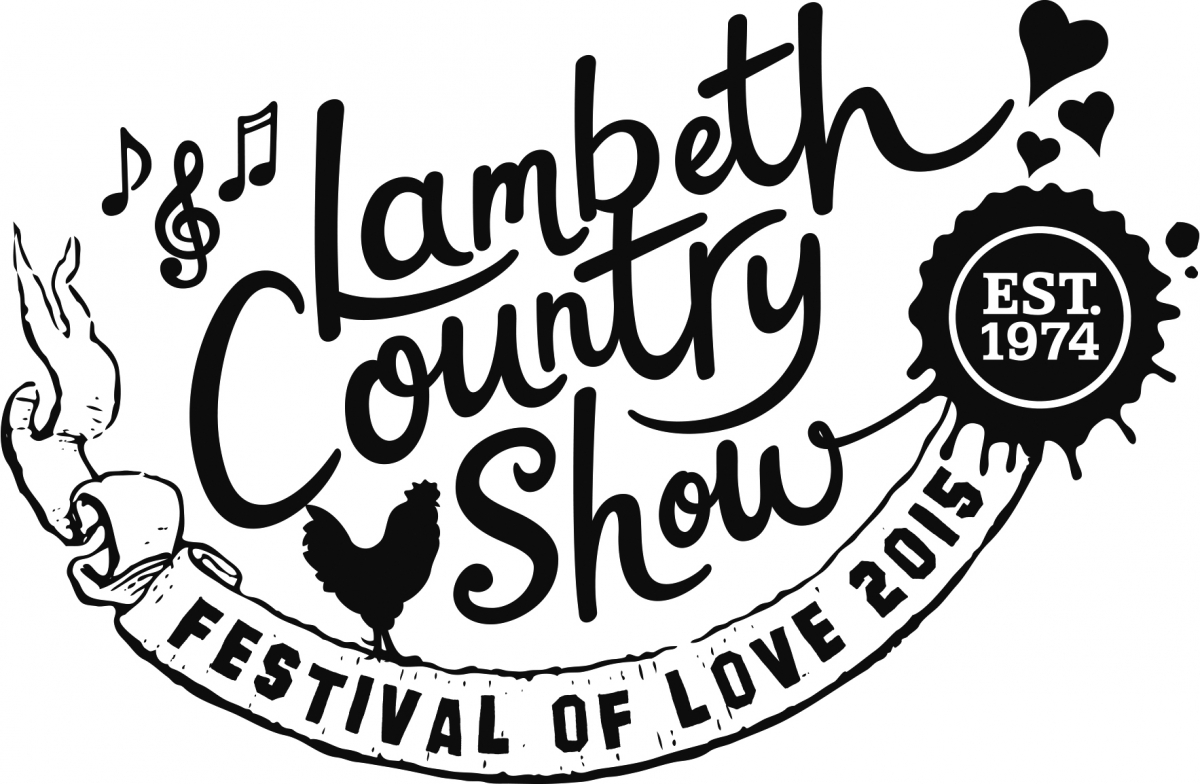 Lambeth
Country
Show
EST.
1974
FESTIVAL OF LOVE 2015